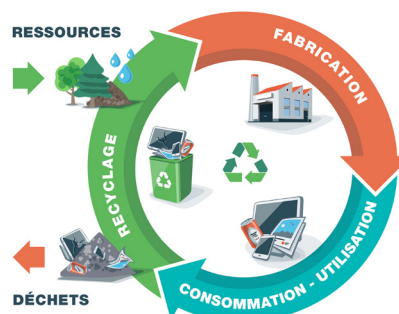 RESSOURCES
FABRICATION
RECYCLAGE
CONSOMMATION - UTILISATION
DÉCHETS